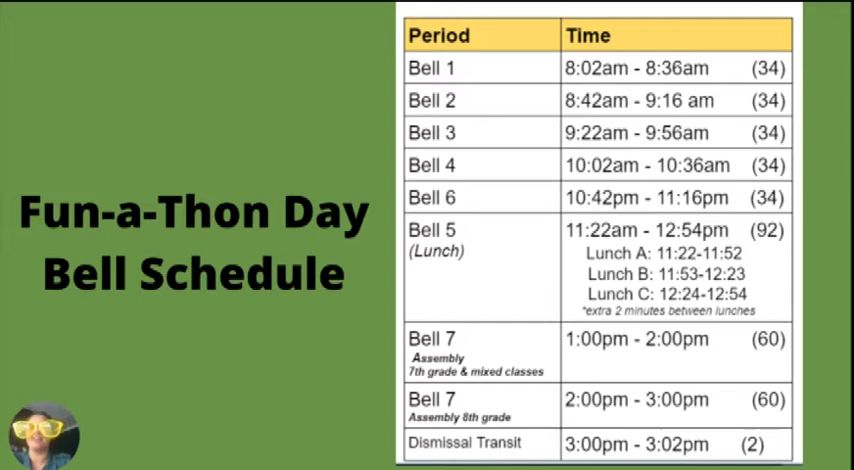 Fun-a-Thon Day
Bell Schedule
Period Time
Bell 1 8:02am - 8:36am (34)
Bell 2 8:42am - 9:16 am (34)
Bell 3 9:22am - 9:56am (34)
Bell 4 10:02am - 10:36am (34)
Bell 6 10:42pm - 11:16pm (34)
Bell 5 11:22am - 12:54pm (92)
(Lunch) Lunch A: 11:22-11:52
Lunch B: 11:53-12:23
Lunch C: 12:24-12:54
*extra 2 minutes between lunches
Bell 7 1:00pm - 2:00pm (60)
Assembly
7th grade & mixed classes
Bell 7 2:00pm - 3:00pm (60)
Assembly 8th grade
Dismissal Transit 3:00pm - 3:02pm (2)